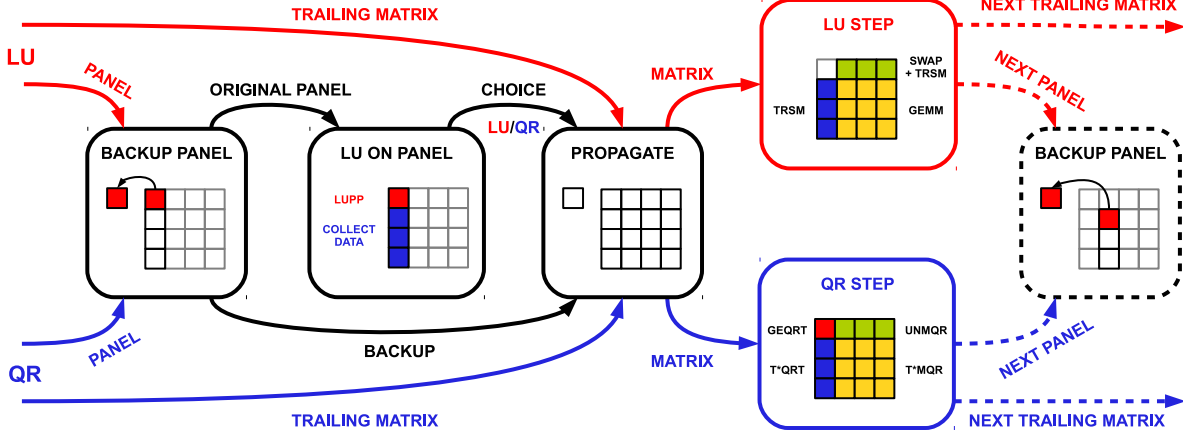 TRAILING MATRIX
LU STEP
NEXT TRAILING MATRIX
LU
PANEL
ORIGINAL PANEL
CHOICE
LU/QR
MATRIX
SWAP
+ TRSM
TRSM
GEMM
NEXT PANEL
BACKUP PANEL
LU ON PANEL
LUPP
COLLECT
DATA
PROPAGATE
BACKUP PANEL
QR STEP
GEQRT
UNMQR
T*QRT
T*MQR
QR
PANEL
BACKUP
MATRIX
NEXT PANEL
TRAILING MATRIX
NEXT TRAILING MATRIX